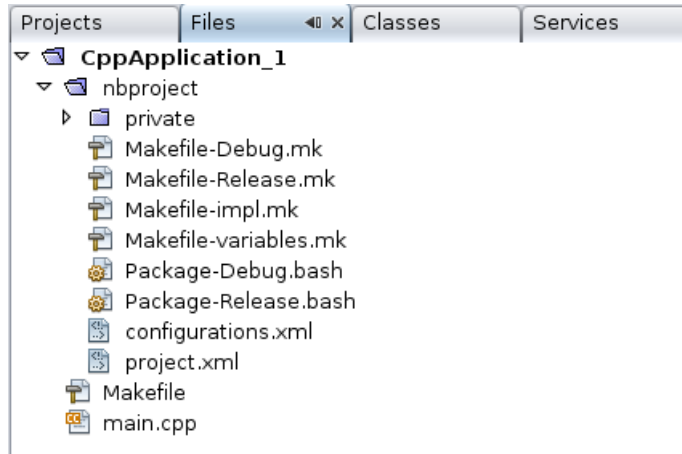 Projects Files Classes Services
CppApplication_1
nbproject
private
Makefile-Debug.mk
Makefile-Release.mk
Makefile-impl.mk
Makefile-variables.mk
Package-Debug.bash
Package-Release.bash
configurations.xml
project.xml
Makefile
main.cpp